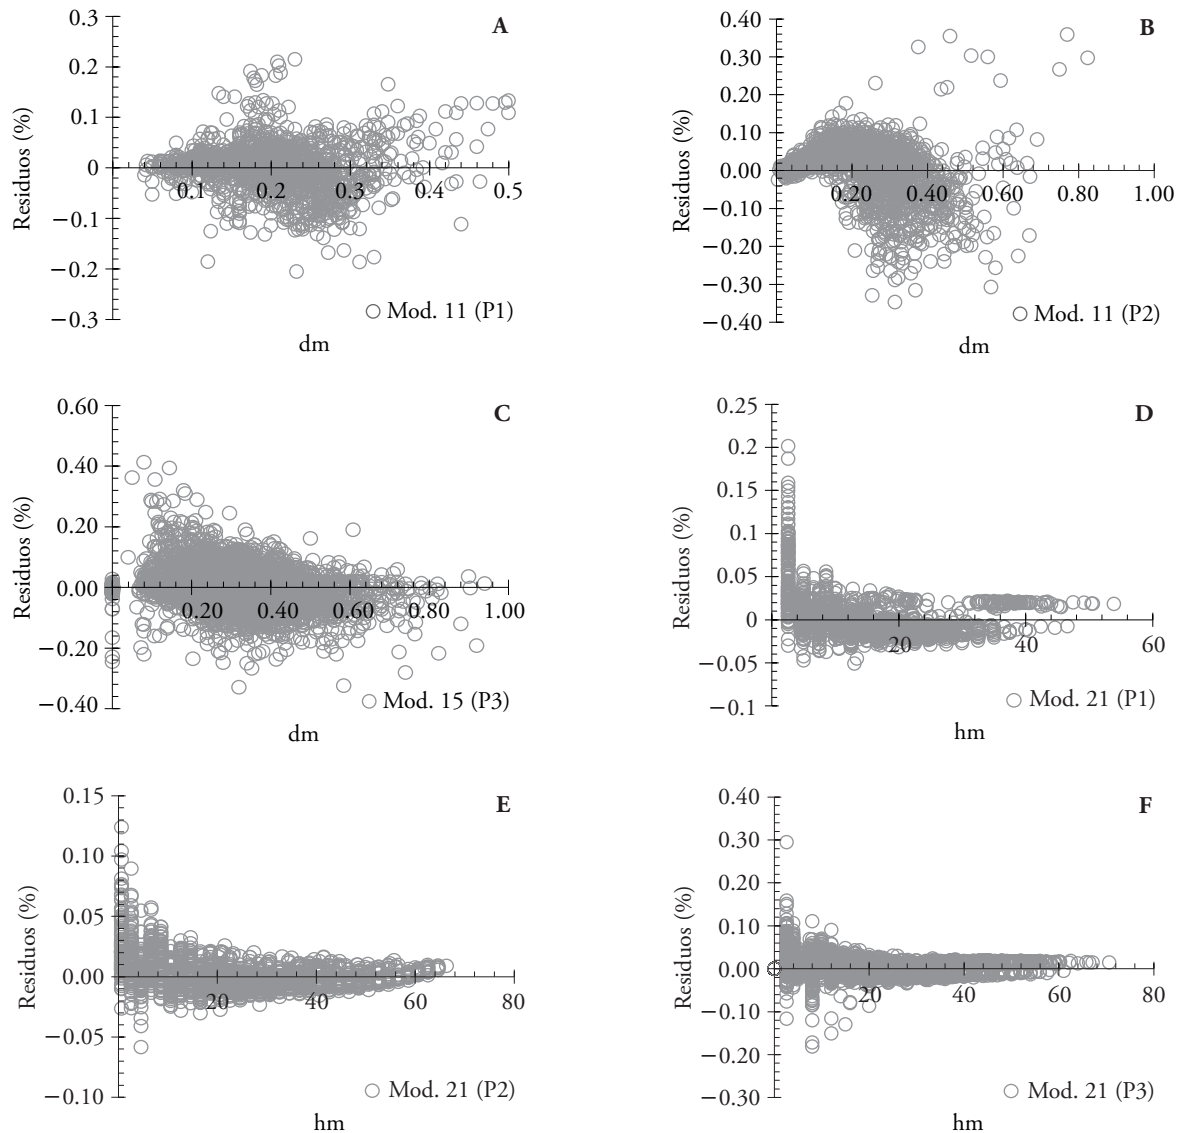 A
Residuos (%)
0.3
0.2
0.1
0
−0.1
−0.2
−0.3
0.1 0.2 0.3 0.4 0.5
Mod. 11 (P1)
dm
B
Residuos (%)
0.40
0.30
0.20
0.10
0.00
−0.10
−0.20
−0.30
−0.40
0.20 0.40 0.60 0.80 1.00
Mod. 11 (P2)
dm
C
Residuos (%)
0.60
0.40
0.20
0.00
−0.20
−0.40
0.20 0.40 0.60 0.80 1.00
Mod. 15 (P3)
dm
D
Residuos (%)
0.25
0.2
0.15
0.1
0.05
0
−0.05
−0.1
20 40 60
Mod. 21 (P1)
hm
E
Residuos (%)
0.15
0.10
0.05
0.00
−0.05
−0.10
20 40 60 80
Mod. 21 (P2)
hm
F
Residuos (%)
0.40
0.30
0.20
0.10
0.00
−0.10
−0.20
−0.30
20 40 60 80
Mod. 21 (P3)
hm